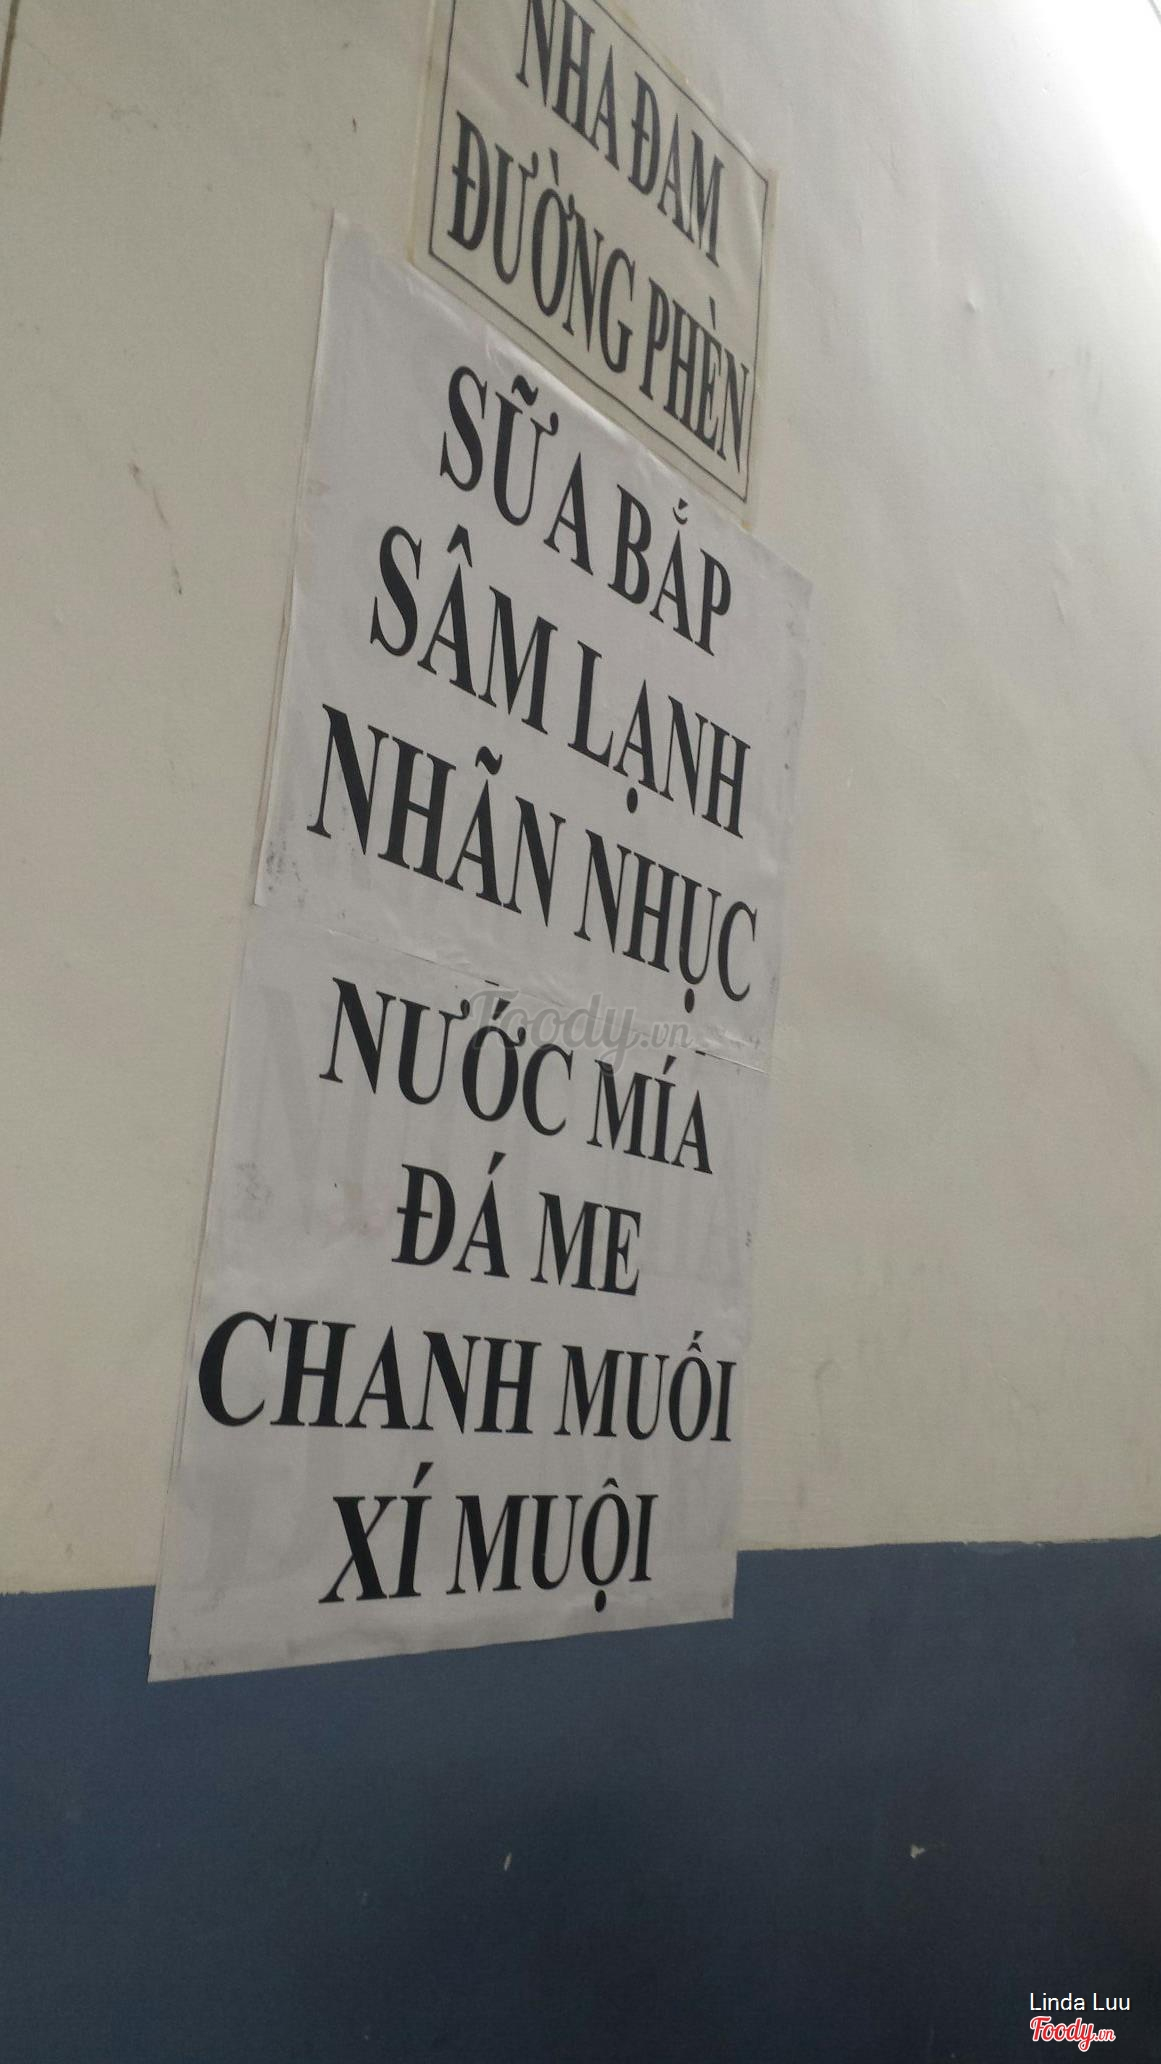 NHA ĐAM
ĐƯỜNG PHÈN
SỮA BẮP
SÂM LẠNH
NHÃN NHỤC
NƯỚC MÍA
ĐÁ ME
CHANH MUỐI
XÍ MUỘI
Foody.vn
Linda Luu
Foody.vn